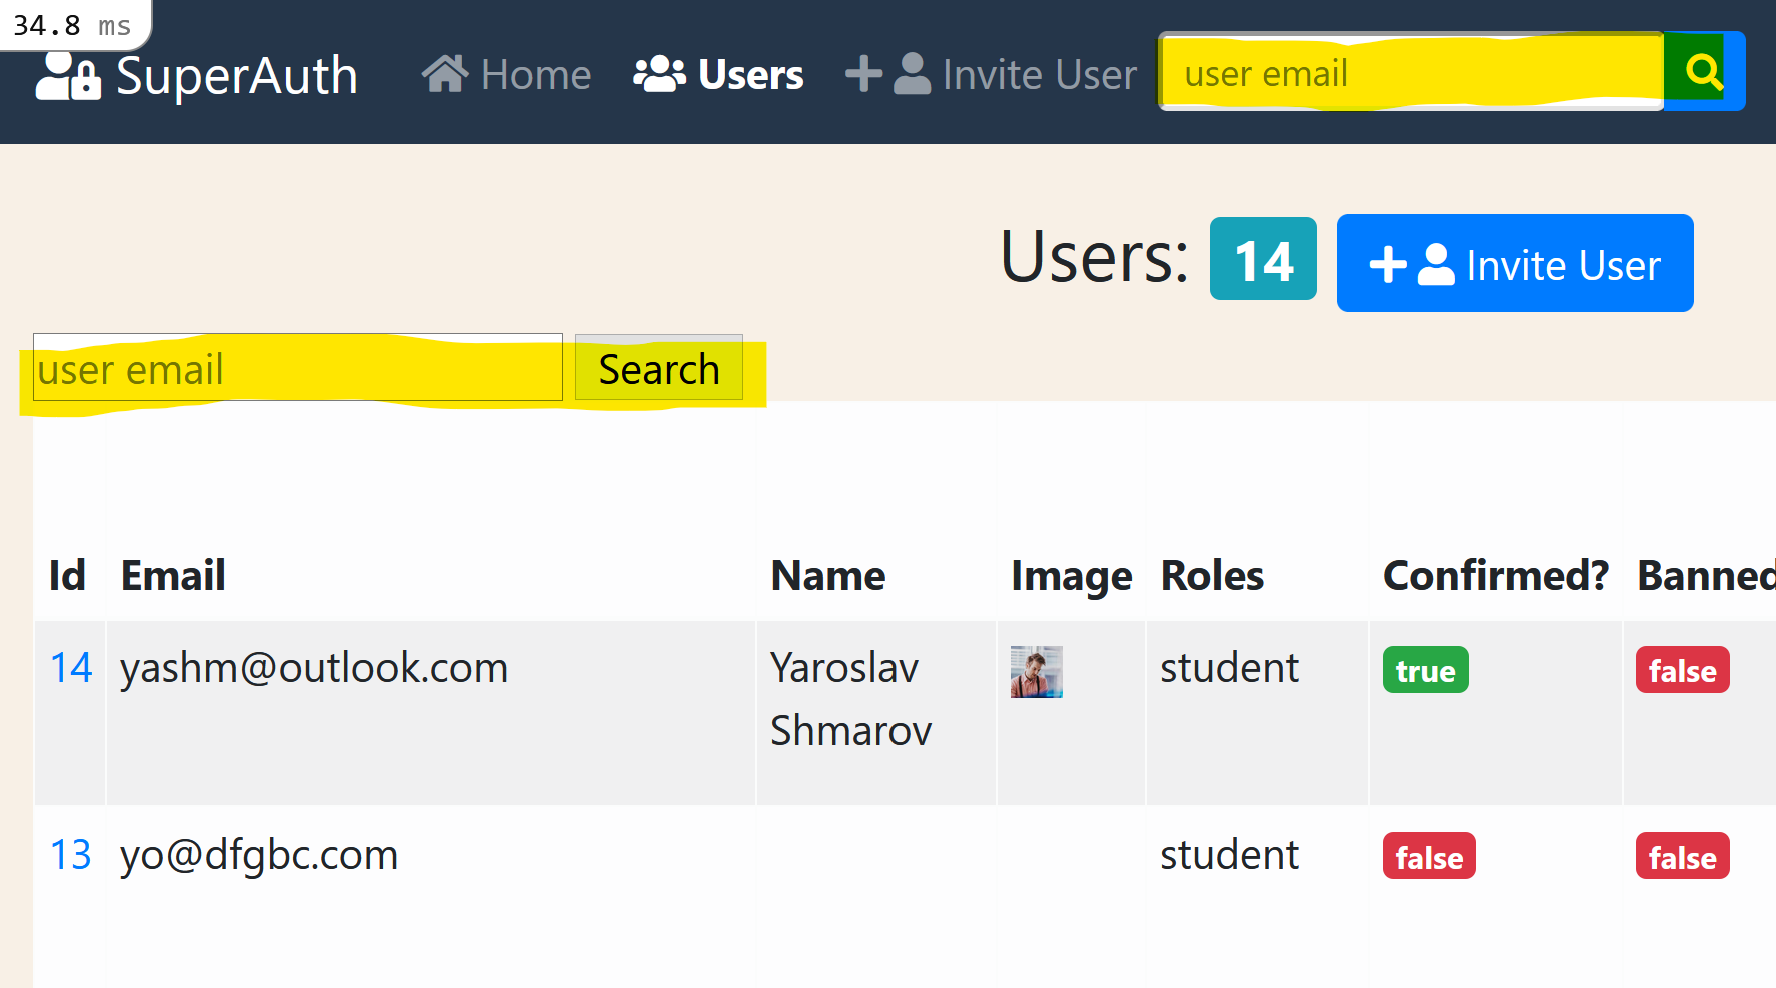 34.8 ms
SuperAuth Home Users Invite User user email
Users: 14 Invite User
user email Search
Id Email Name Image Roles Confirmed? Banned
14 yashm@outlook.com Yaroslav student true false
Shmarov
13 yo@dfgbc.com student false false